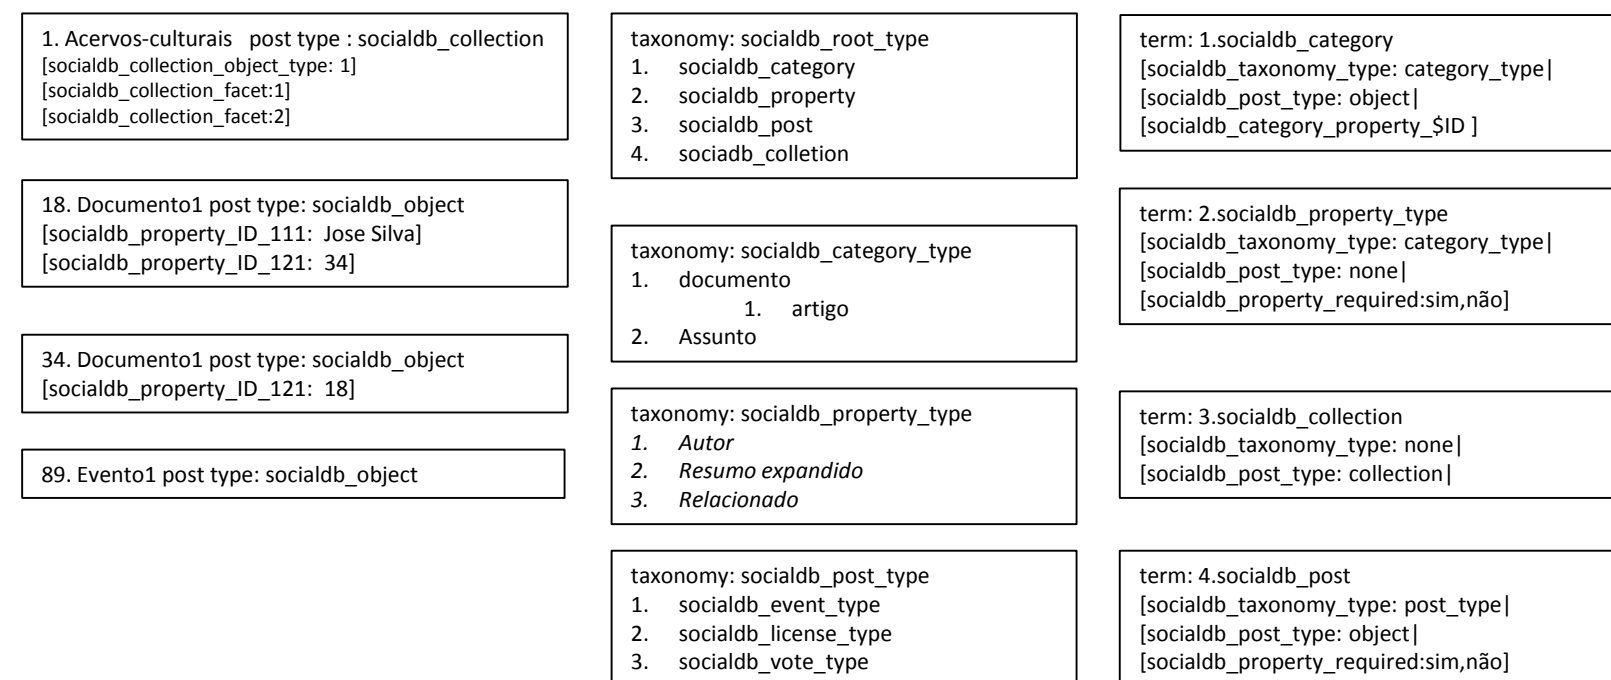 1. Acervos-culturais   post type : socialdb_collection
[socialdb_collection_object_type: 1]
[socialdb_collection_facet:1]
[socialdb_collection_facet:2]
18. Documento1 post type: socialdb_object
[socialdb_property_ID_111:  Jose Silva]
[socialdb_property_ID_121:  34]
34. Documento1 post type: socialdb_object
[socialdb_property_ID_121:  18]
89. Evento1 post type: socialdb_object
taxonomy: socialdb_root_type
1. socialdb_category
2. socialdb_property
3. socialdb_post
4. sociadb_colletion
taxonomy: socialdb_category_type
1. documento
1. artigo
2. Assunto
taxonomy: socialdb_property_type
1. Autor
2. Resumo expandido
3. Relacionado
taxonomy: socialdb_post_type
1. socialdb_event_type
2. socialdb_license_type
3. socialdb_vote_type
term: 1.socialdb_category
[socialdb_taxonomy_type: category_type|
[socialdb_post_type: object|
[socialdb_category_property_$ID ]
term: 2.socialdb_property_type
[socialdb_taxonomy_type: category_type|
[socialdb_post_type: none|
[socialdb_property_required:sim,não]
term: 3.socialdb_collection
[socialdb_taxonomy_type: none|
[socialdb_post_type: collection|
term: 4.socialdb_post
[socialdb_taxonomy_type: post_type|
[socialdb_post_type: object|
[socialdb_property_required:sim,não]